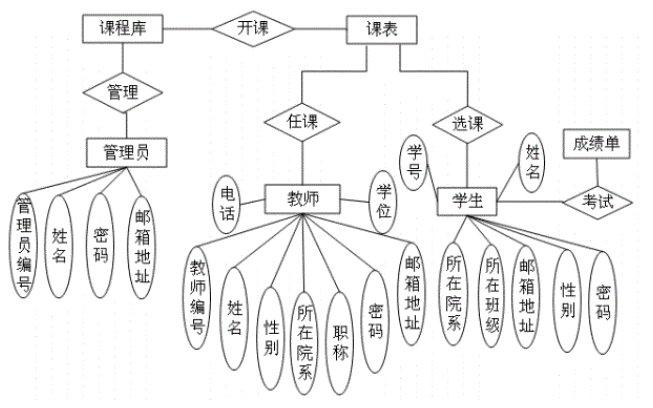 课程库
开课
课表
管理
任课
选课
成绩单
管理员
学号
姓名
电话
教师
学位
学生
考试
管理员编号
姓名
密码
邮箱地址
教师编号
姓名
性别
所在院系
职称
密码
邮箱地址
所在院系
所在班级
邮箱地址
性别
密码